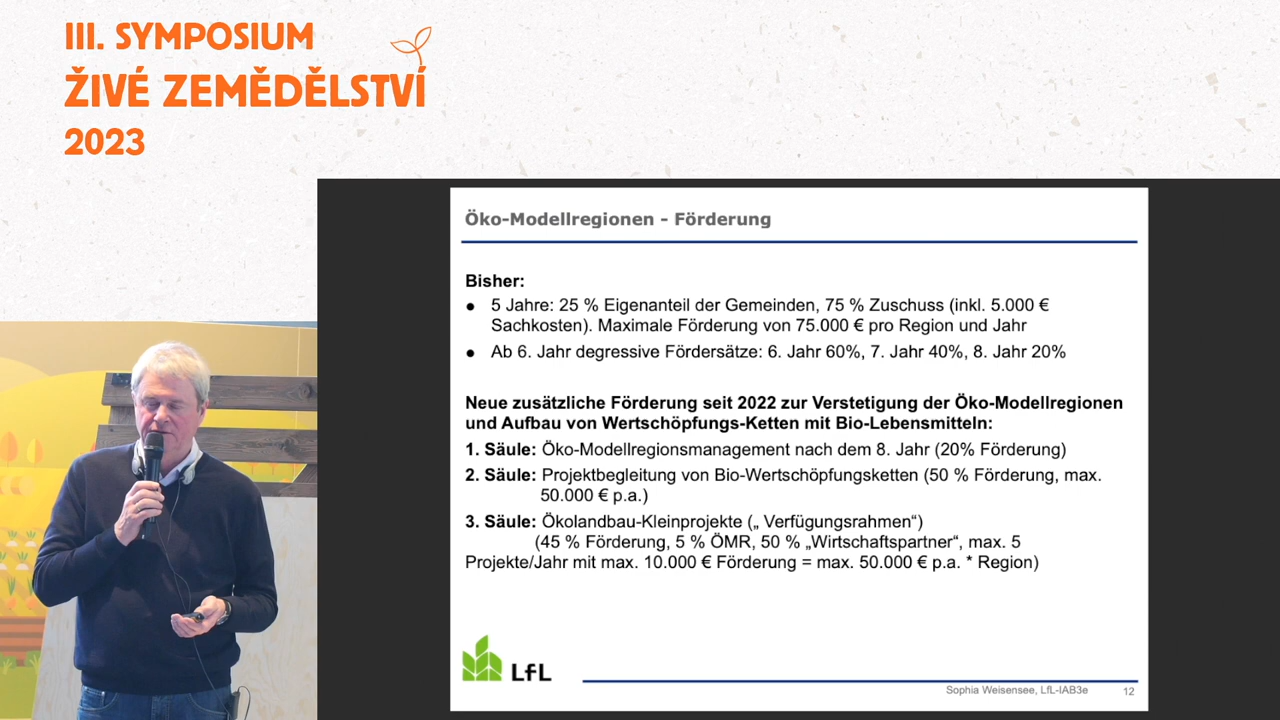 III. SYMPOSIUM
ŽIVÉ ZEMĚDĚLSTVÍ
2023
Öko-Modellregionen - Förderung
Bisher:
● 5 Jahre: 25 % Eigenanteil der Gemeinden, 75 % Zuschuss (inkl. 5.000 €
Sachkosten). Maximale Förderung von 75.000 € pro Region und Jahr
● Ab 6. Jahr degressive Fördersätze: 6. Jahr 60%, 7. Jahr 40%, 8. Jahr 20%
Neue zusätzliche Förderung seit 2022 zur Verstetigung der Öko-Modellregionen
und Aufbau von Wertschöpfungs-Ketten mit Bio-Lebensmitteln:
1. Säule: Öko-Modellregionsmanagement nach dem 8. Jahr (20% Förderung)
2. Säule: Projektbegleitung von Bio-Wertschöpfungsketten (50 % Förderung, max.
50.000 € p.a.)
3. Säule: Ökolandbau-Kleinprojekte („ Verfügungsrahmen“)
(45 % Förderung, 5 % ÖMR, 50 % „Wirtschaftspartner“, max. 5
Projekte/Jahr mit max. 10.000 € Förderung = max. 50.000 € p.a. * Region)
LfL
Sophia Weisensee, LfL-IAB3e 12